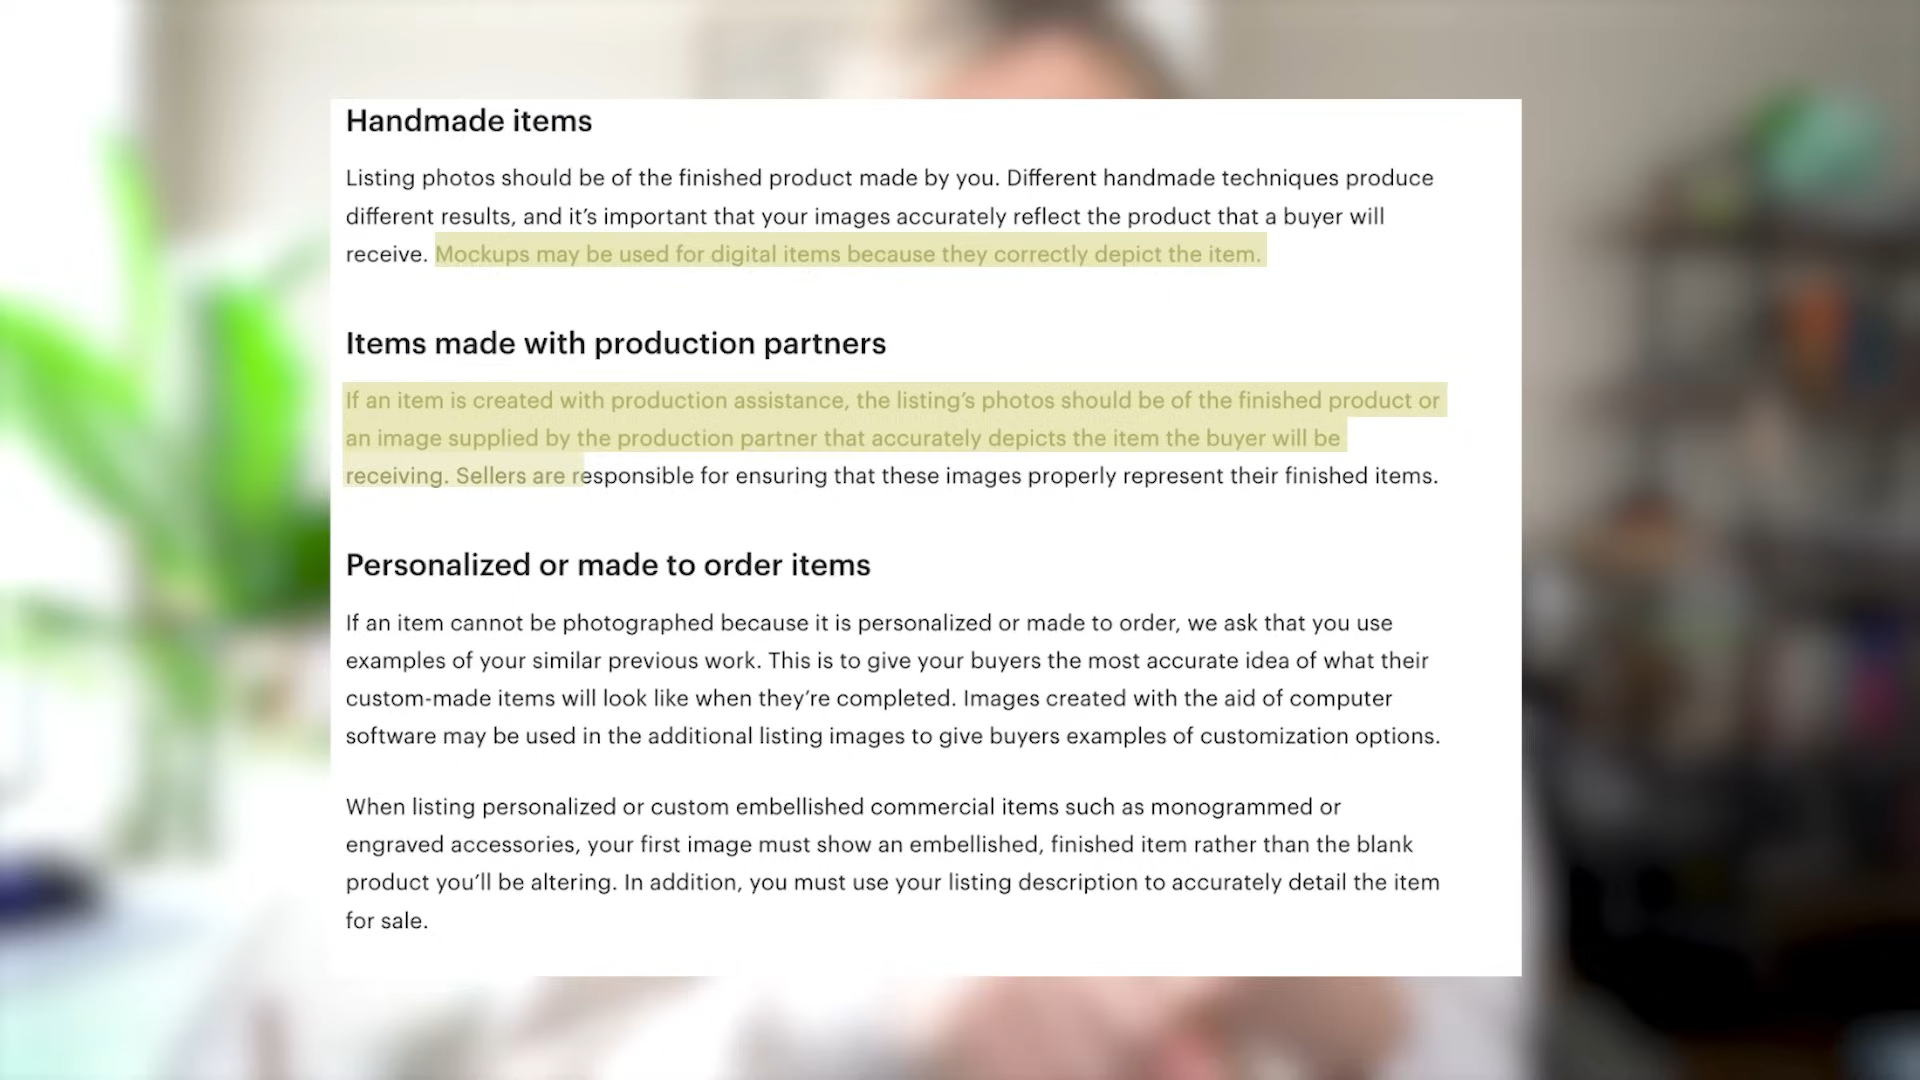 Handmade items
Listing photos should be of the finished product made by you. Different handmade techniques produce
different results, and it’s important that your images accurately reflect the product that a buyer will
receive. Mockups may be used for digital items because they correctly depict the item.
Items made with production partners
If an item is created with production assistance, the listing’s photos should be of the finished product or
an image supplied by the production partner that accurately depicts the item the buyer will be
receiving. Sellers are responsible for ensuring that these images properly represent their finished items.
Personalized or made to order items
If an item cannot be photographed because it is personalized or made to order, we ask that you use
examples of your similar previous work. This is to give your buyers the most accurate idea of what their
custom-made items will look like when they’re completed. Images created with the aid of computer
software may be used in the additional listing images to give buyers examples of customization options.
When listing personalized or custom embellished commercial items such as monogrammed or
engraved accessories, your first image must show an embellished, finished item rather than the blank
product you’ll be altering. In addition, you must use your listing description to accurately detail the item
for sale.